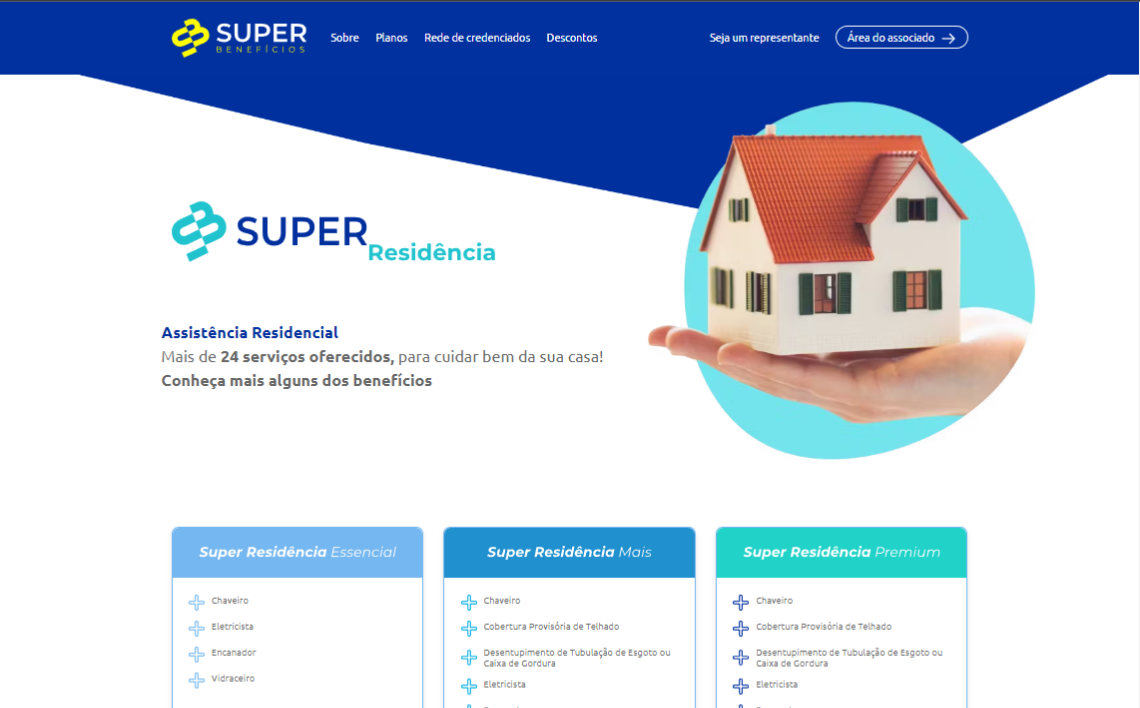 SUPER
BENEFÍCIOS
Sobre
Planos
Rede de credenciados
Descontos
Seja um representante
Área do associado
SUPER
Residência
Assistência Residencial
Mais de 24 serviços oferecidos, para cuidar bem da sua casa!
Conheça mais alguns dos benefícios
Super Residência Essencial
Chaveiro
Eletricista
Encanador
Vidraceiro
Super Residência Mais
Chaveiro
Cobertura Provisória de Telhado
Desentupimento de Tubulação de Esgoto ou
Caixa de Gordura
Eletricista
Super Residência Premium
Chaveiro
Cobertura Provisória de Telhado
Desentupimento de Tubulação de Esgoto ou
Caixa de Gordura
Eletricista